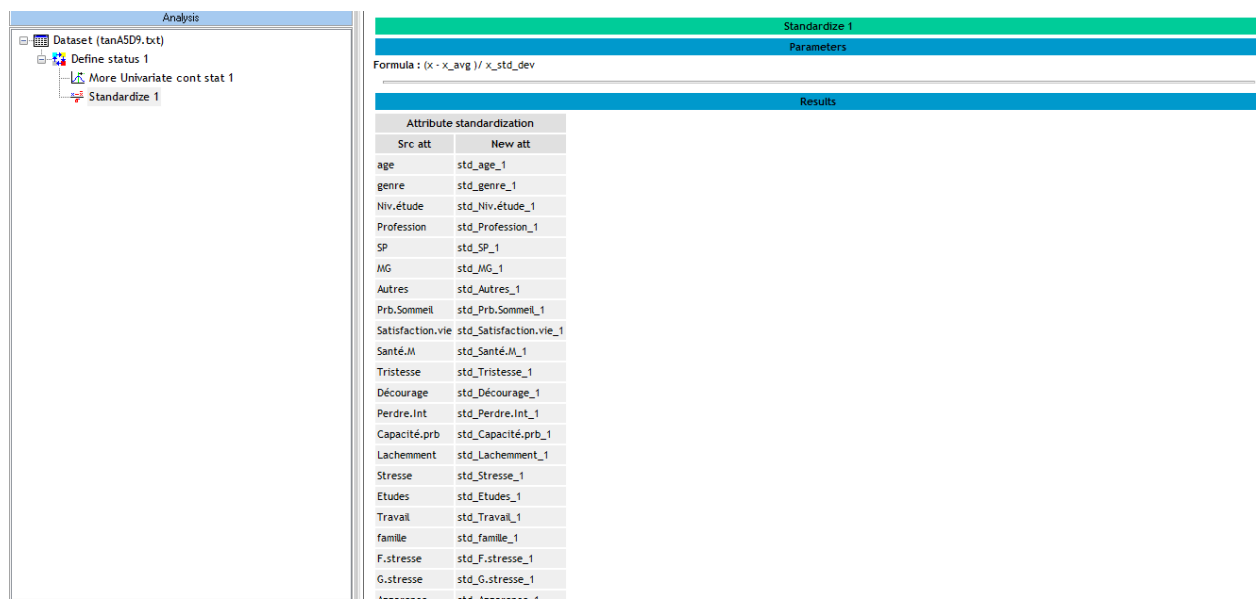 Analysis
Dataset (tanA5D9.txt)
Define status 1
More Univariate cont stat 1
Standardize 1
Standardize 1
Parameters
Formula : (x - x_avg )/ x_std_dev
Results
Attribute standardization
Src att New att
age std_age_1
genre std_genre_1
Niv.étude std_Niv.étude_1
Profession std_Profession_1
SP std_SP_1
MG std_MG_1
Autres std_Autres_1
Prb.Sommeil std_Prb.Sommeil_1
Satisfaction.vie std_Satisfaction.vie_1
Santé.M std_Santé.M_1
Tristesse std_Tristesse_1
Décourage std_Décourage_1
Perdre.Int std_Perdre.Int_1
Capacité.prb std_Capacité.prb_1
Lachemment std_Lachemment_1
Stresse std_Stresse_1
Etudes std_Etudes_1
Travail std_Travail_1
famille std_famille_1
F.stresse std_F.stresse_1
G.stresse std_G.stresse_1